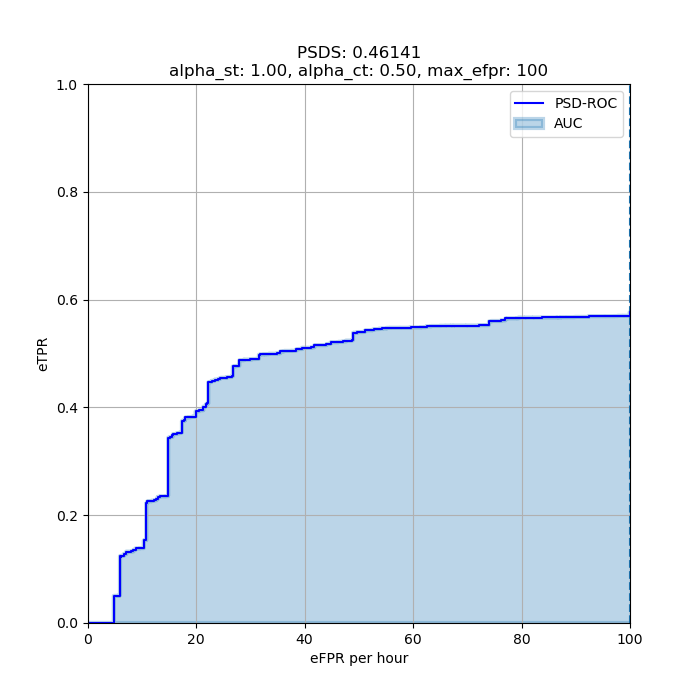 PSDS: 0.46141
alpha_st: 1.00, alpha_ct: 0.50, max_efpr: 100
PSD-ROC
AUC
1.0
0.8
0.6
0.4
0.2
0.0
eTPR
0 20 40 60 80 100
eFPR per hour